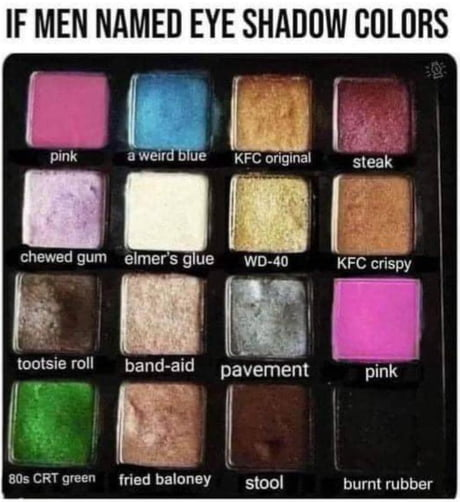 IF MEN NAMED EYE SHADOW COLORS
pink
a weird blue
KFC original
steak
chewed gum
elmer's glue
WD-40
KFC crispy
tootsie roll
band-aid
pavement
pink
80s CRT green
fried baloney
stool
burnt rubber